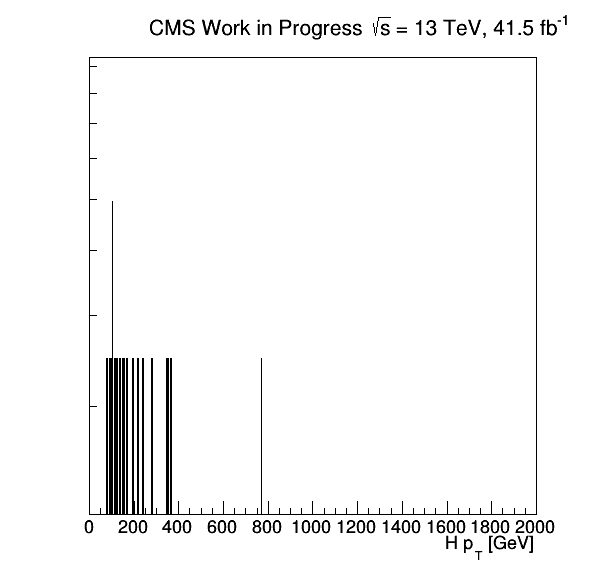 CMS Work in Progress √s = 13 TeV, 41.5 fb⁻¹
0 200 400 600 800 1000 1200 1400 1600 1800 2000
H p_T [GeV]